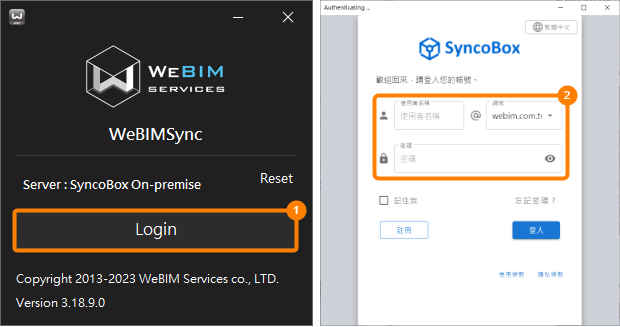 WEBIM
SERVICES
WeBIMSync
Server : SyncoBox On-premise
Reset
1
Login
Copyright 2013-2023 WeBIM Services co., LTD.
Version 3.18.9.0
Authenticating ..
繁體中文
SyncoBox
歡迎回來，請登入您的帳號。
2
使用者名稱
使用者名稱
@
網域
webim.com.tw
密碼
密碼
記住我
忘記密碼？
註冊
登入
使用條款
隱私條款